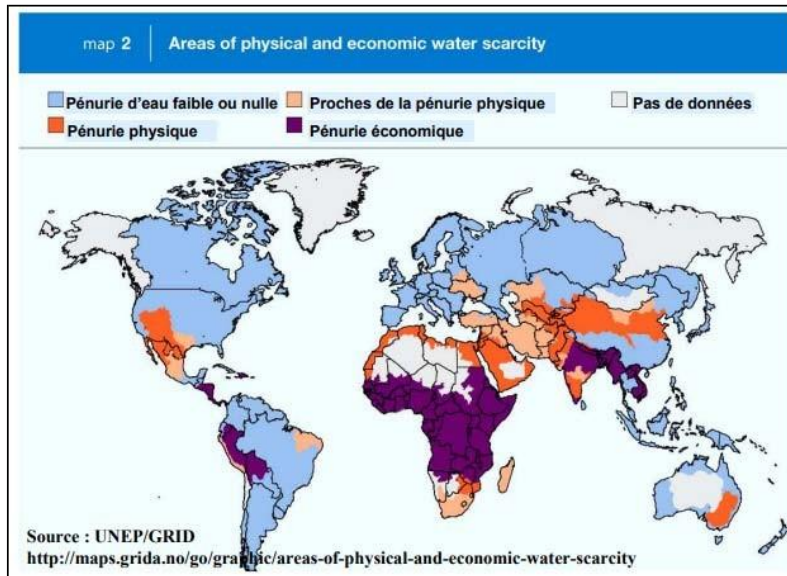 map 2 Areas of physical and economic water scarcity
Pénurie d'eau faible ou nulle Proches de la pénurie physique Pas de données
Pénurie physique Pénurie économique
Source : UNEP/GRID
http://maps.grida.no/go/graphic/areas-of-physical-and-economic-water-scarcity